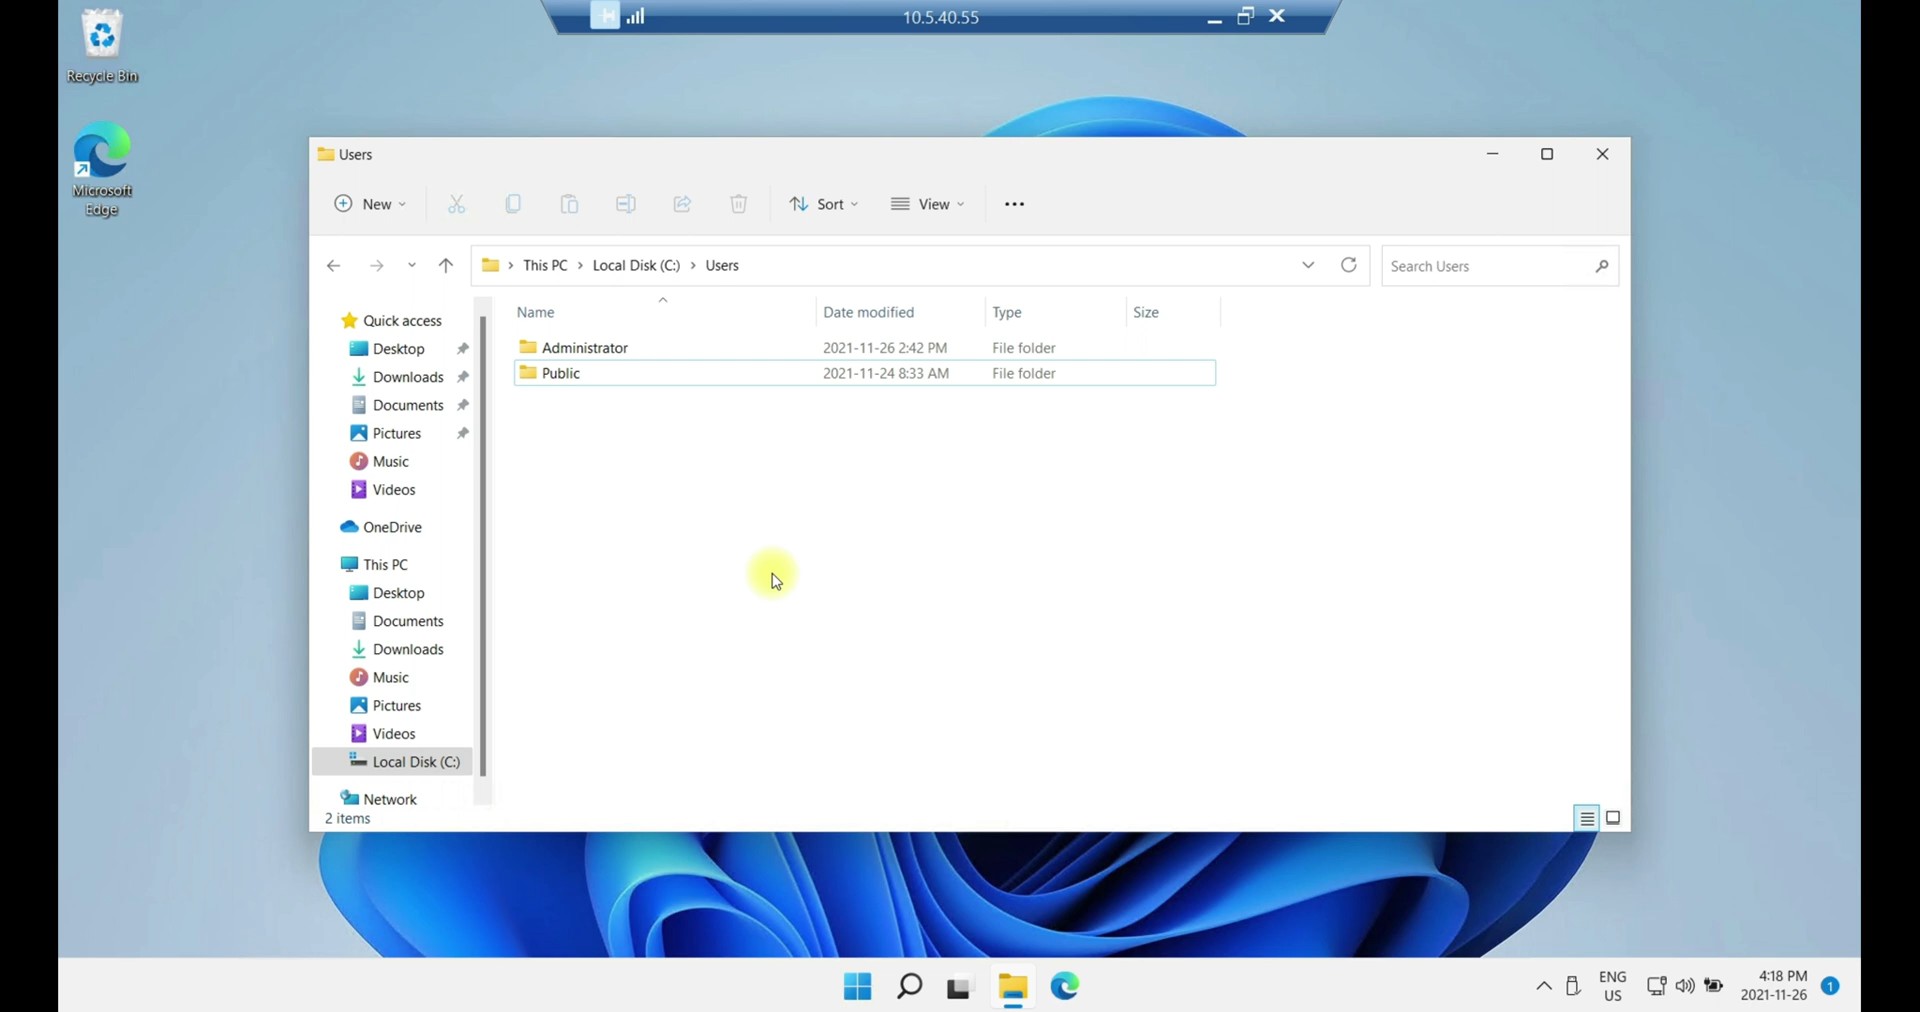 10.5.40.55
Recycle Bin
Microsoft
Edge
Users
New
Sort
View
This PC
Local Disk (C:)
Users
Search Users
Name
Date modified
Type
Size
Administrator
2021-11-26 2:42 PM
File folder
Public
2021-11-24 8:33 AM
File folder
Quick access
Desktop
Downloads
Documents
Pictures
Music
Videos
OneDrive
This PC
Desktop
Documents
Downloads
Music
Pictures
Videos
Local Disk (C:)
Network
2 items
ENG
US
4:18 PM
2021-11-26
1